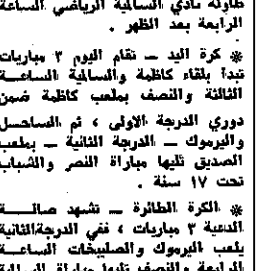 طاولة نادي السالمية الرياضي الساعة
الرابعة بعد الظهر .
* كرة اليد — تقام اليوم ٣ مباريات
تبدأ بلقاء كاظمة والسالمية الساعة
الثالثة والنصف بملعب كاظمة ضمن
دوري الدرجة الاولى ، ثم الساحل
واليرموك — الدرجة الثانية — بملعب
الصديق تليها مباراة النصر والشباب
تحت ١٧ سنة .
* الكرة الطائرة — تشهد صالة
الدعية ٣ مباريات ، ففي الدرجة الثانية
يلعب اليرموك والصليبخات الساعة
الرابعة والنصف تليها مباراة